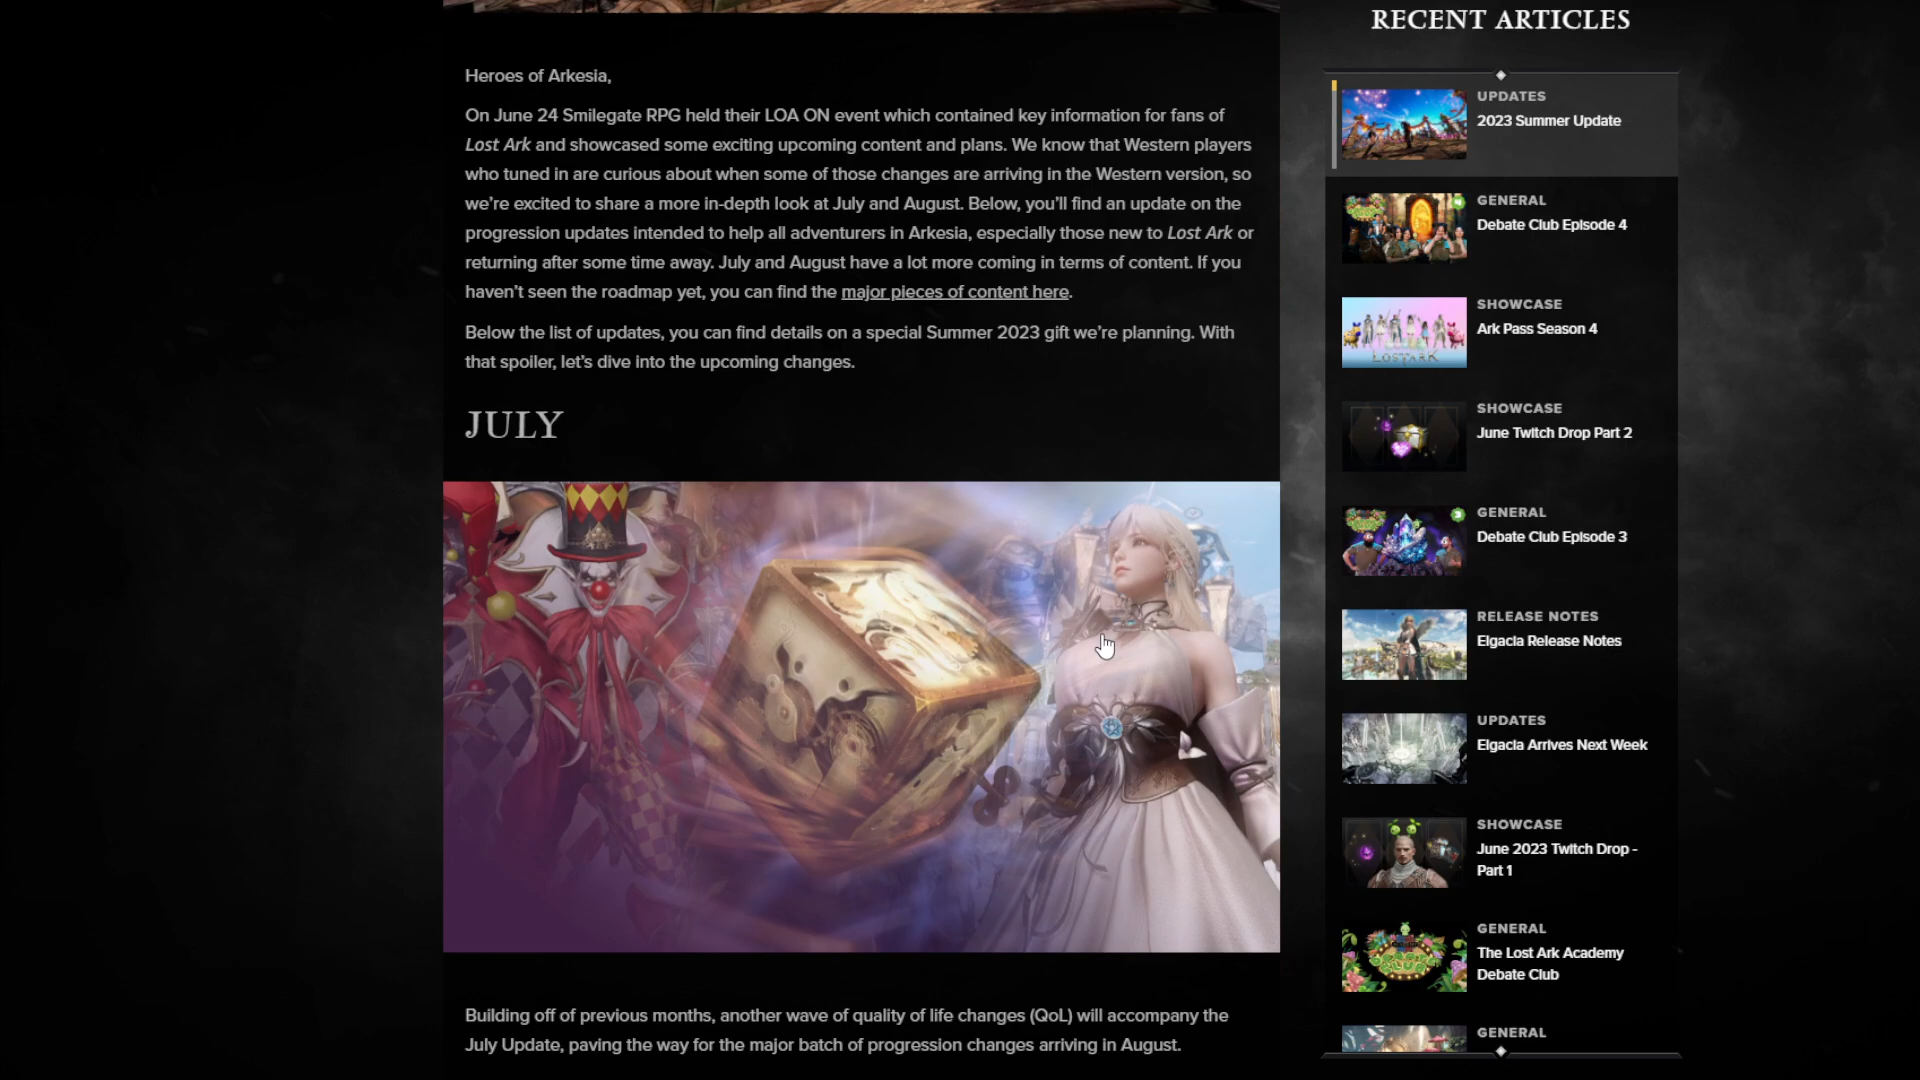 Heroes of Arkesia,
On June 24 Smilegate RPG held their LOA ON event which contained key information for fans of
Lost Ark and showcased some exciting upcoming content and plans. We know that Western players
who tuned in are curious about when some of those changes are arriving in the Western version, so
we're excited to share a more in-depth look at July and August. Below, you'll find an update on the
progression updates intended to help all adventurers in Arkesia, especially those new to Lost Ark or
returning after some time away. July and August have a lot more coming in terms of content. If you
haven't seen the roadmap yet, you can find the major pieces of content here.
Below the list of updates, you can find details on a special Summer 2023 gift we're planning. With
that spoiler, let's dive into the upcoming changes.
JULY
Building off of previous months, another wave of quality of life changes (QoL) will accompany the
July Update, paving the way for the major batch of progression changes arriving in August.
RECENT ARTICLES
UPDATES
2023 Summer Update
GENERAL
Debate Club Episode 4
SHOWCASE
Ark Pass Season 4
LOST ARK
SHOWCASE
June Twitch Drop Part 2
GENERAL
Debate Club Episode 3
3
RELEASE NOTES
Elgacia Release Notes
UPDATES
Elgacia Arrives Next Week
SHOWCASE
June 2023 Twitch Drop -
Part 1
GENERAL
The Lost Ark Academy
Debate Club
GENERAL